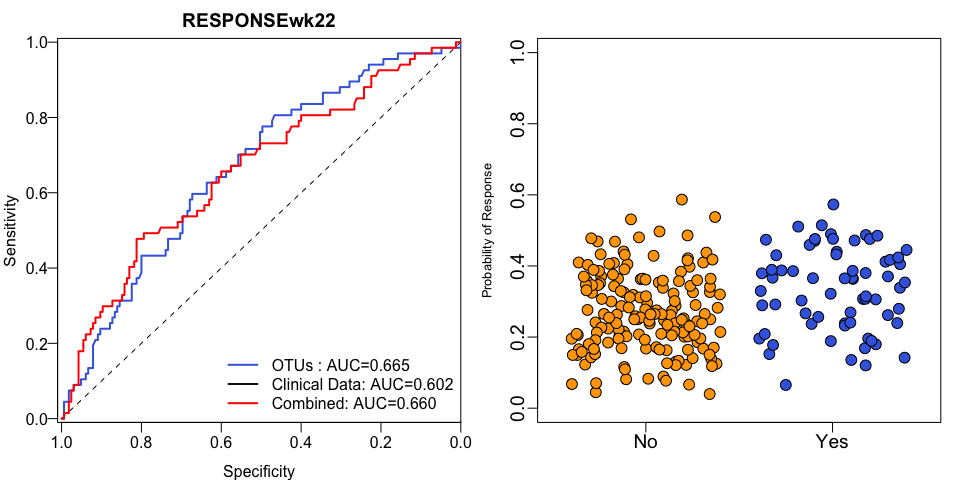 RESPONSEwk22
Sensitivity
1.0
0.8
0.6
0.4
0.2
0.0
OTUs : AUC=0.665
Clinical Data: AUC=0.602
Combined: AUC=0.660
1.0 0.8 0.6 0.4 0.2 0.0
Specificity
Probability of Response
1.0
0.8
0.6
0.4
0.2
0.0
No Yes